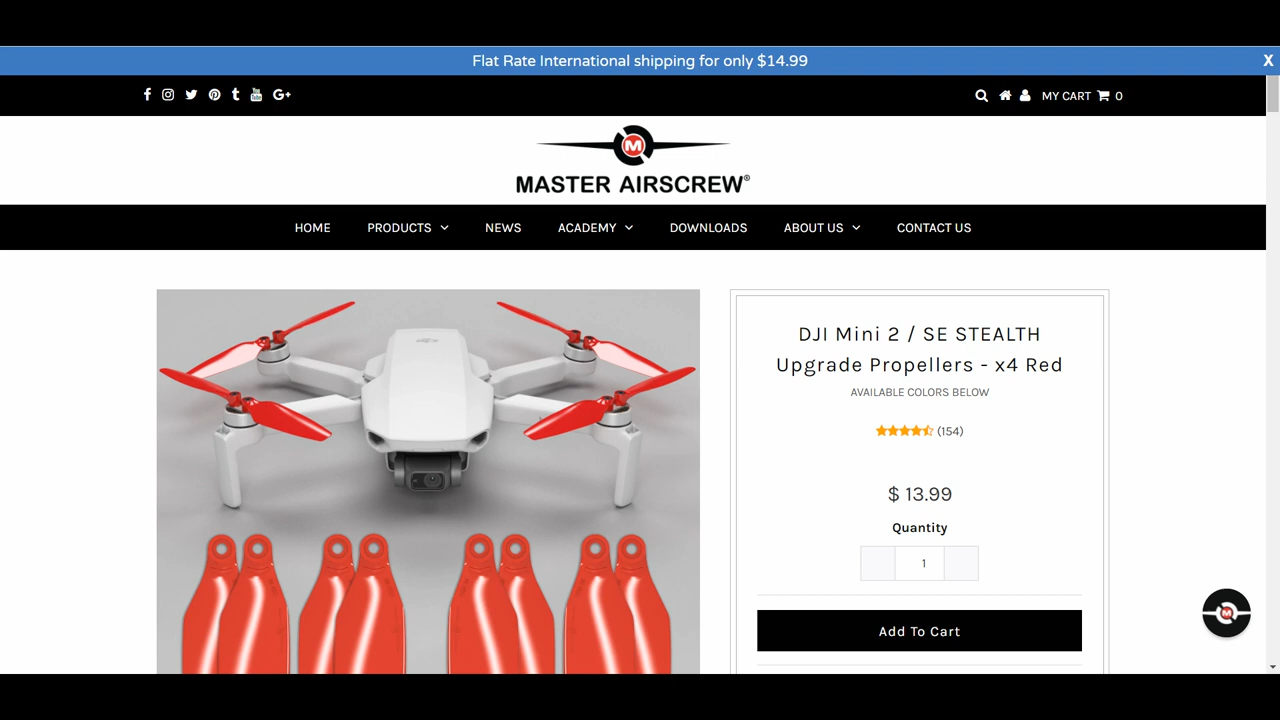 Flat Rate International shipping for only $14.99
X
MY CART 0
M
MASTER AIRSCREW®
HOME PRODUCTS NEWS ACADEMY DOWNLOADS ABOUT US CONTACT US
DJI Mini 2 / SE STEALTH
Upgrade Propellers - x4 Red
AVAILABLE COLORS BELOW
(154)
$ 13.99
Quantity
1
Add To Cart
M